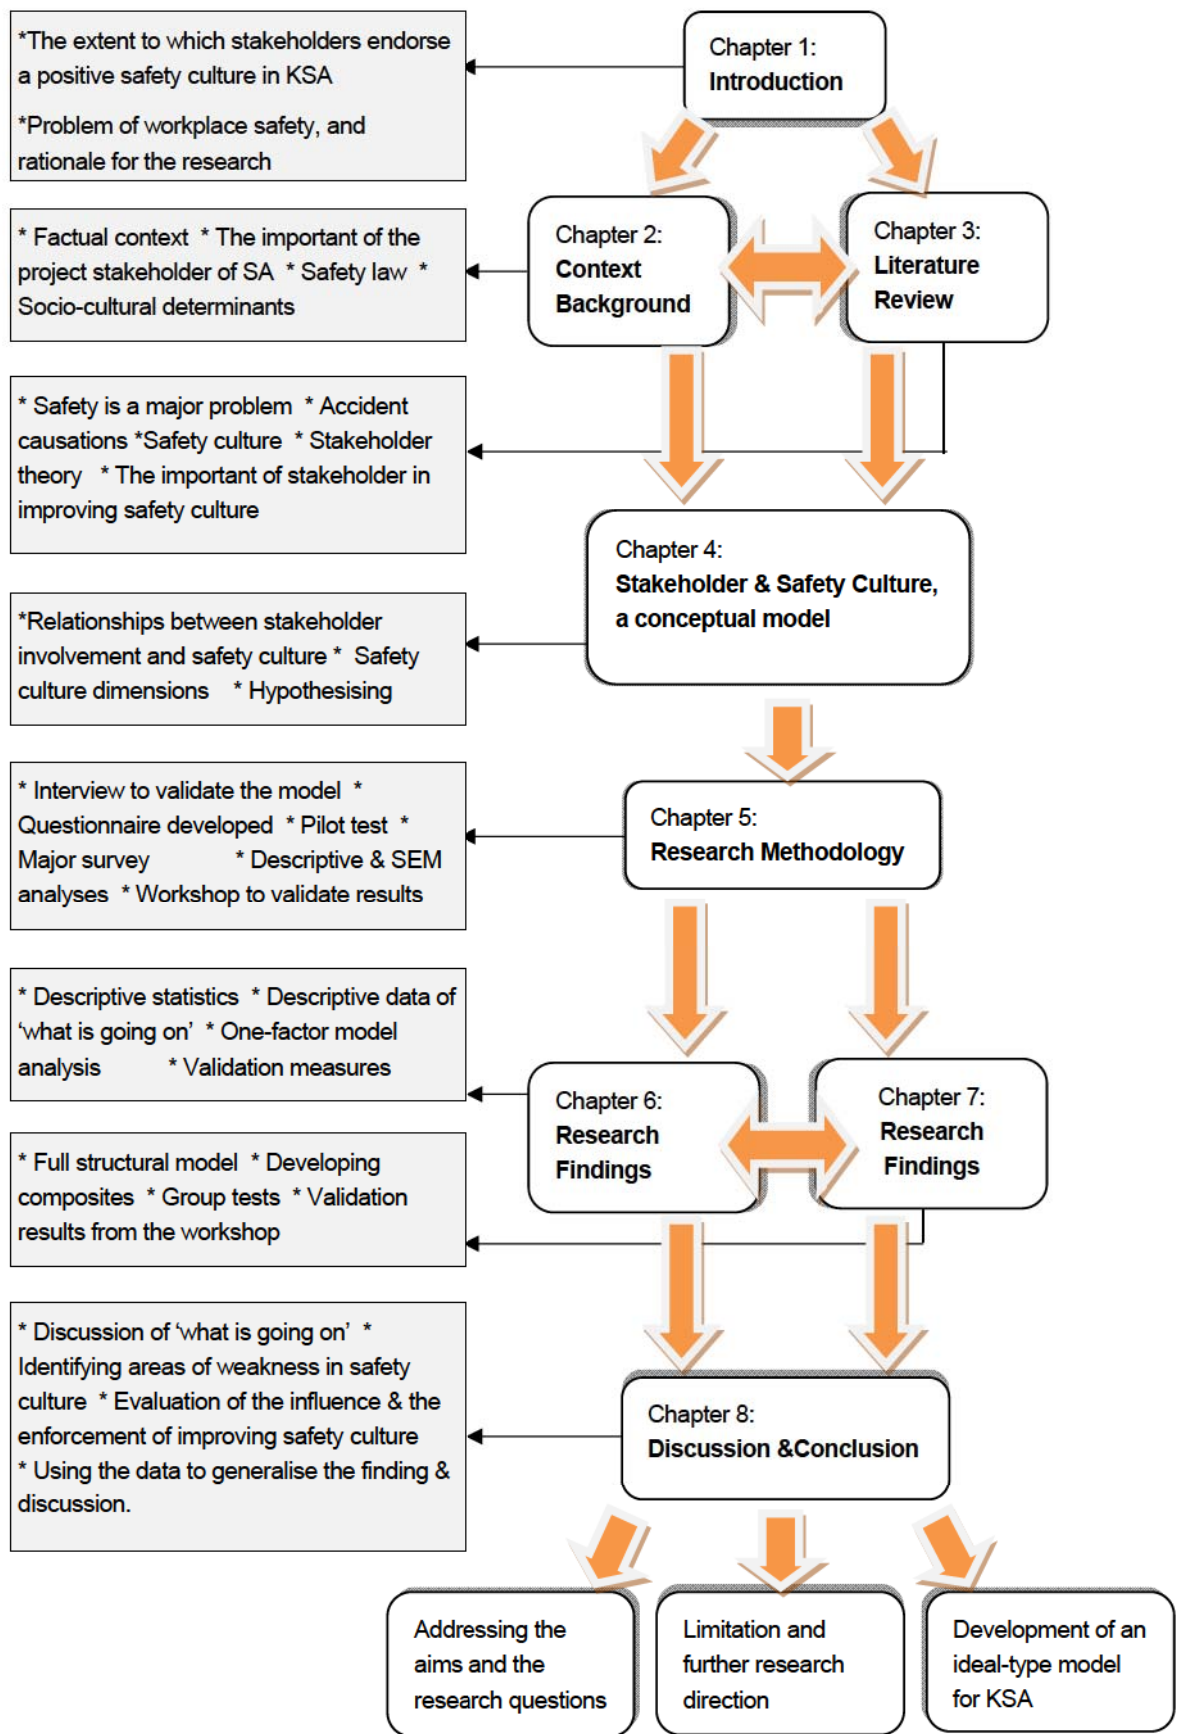 *The extent to which stakeholders endorse
a positive safety culture in KSA
*Problem of workplace safety, and
rationale for the research
Chapter 1:
Introduction
* Factual context * The important of the
project stakeholder of SA * Safety law *
Socio-cultural determinants
Chapter 2:
Context
Background
Chapter 3:
Literature
Review
* Safety is a major problem * Accident
causations *Safety culture * Stakeholder
theory * The important of stakeholder in
improving safety culture
Chapter 4:
Stakeholder & Safety Culture,
a conceptual model
*Relationships between stakeholder
involvement and safety culture * Safety
culture dimensions * Hypothesising
* Interview to validate the model *
Questionnaire developed * Pilot test *
Major survey * Descriptive & SEM
analyses * Workshop to validate results
Chapter 5:
Research Methodology
* Descriptive statistics * Descriptive data of
‘what is going on’ * One-factor model
analysis * Validation measures
Chapter 6:
Research
Findings
Chapter 7:
Research
Findings
* Full structural model * Developing
composites * Group tests * Validation
results from the workshop
* Discussion of ‘what is going on’ *
Identifying areas of weakness in safety
culture * Evaluation of the influence & the
enforcement of improving safety culture
* Using the data to generalise the finding &
discussion.
Chapter 8:
Discussion &Conclusion
Addressing the
aims and the
research questions
Limitation and
further research
direction
Development of an
ideal-type model
for KSA